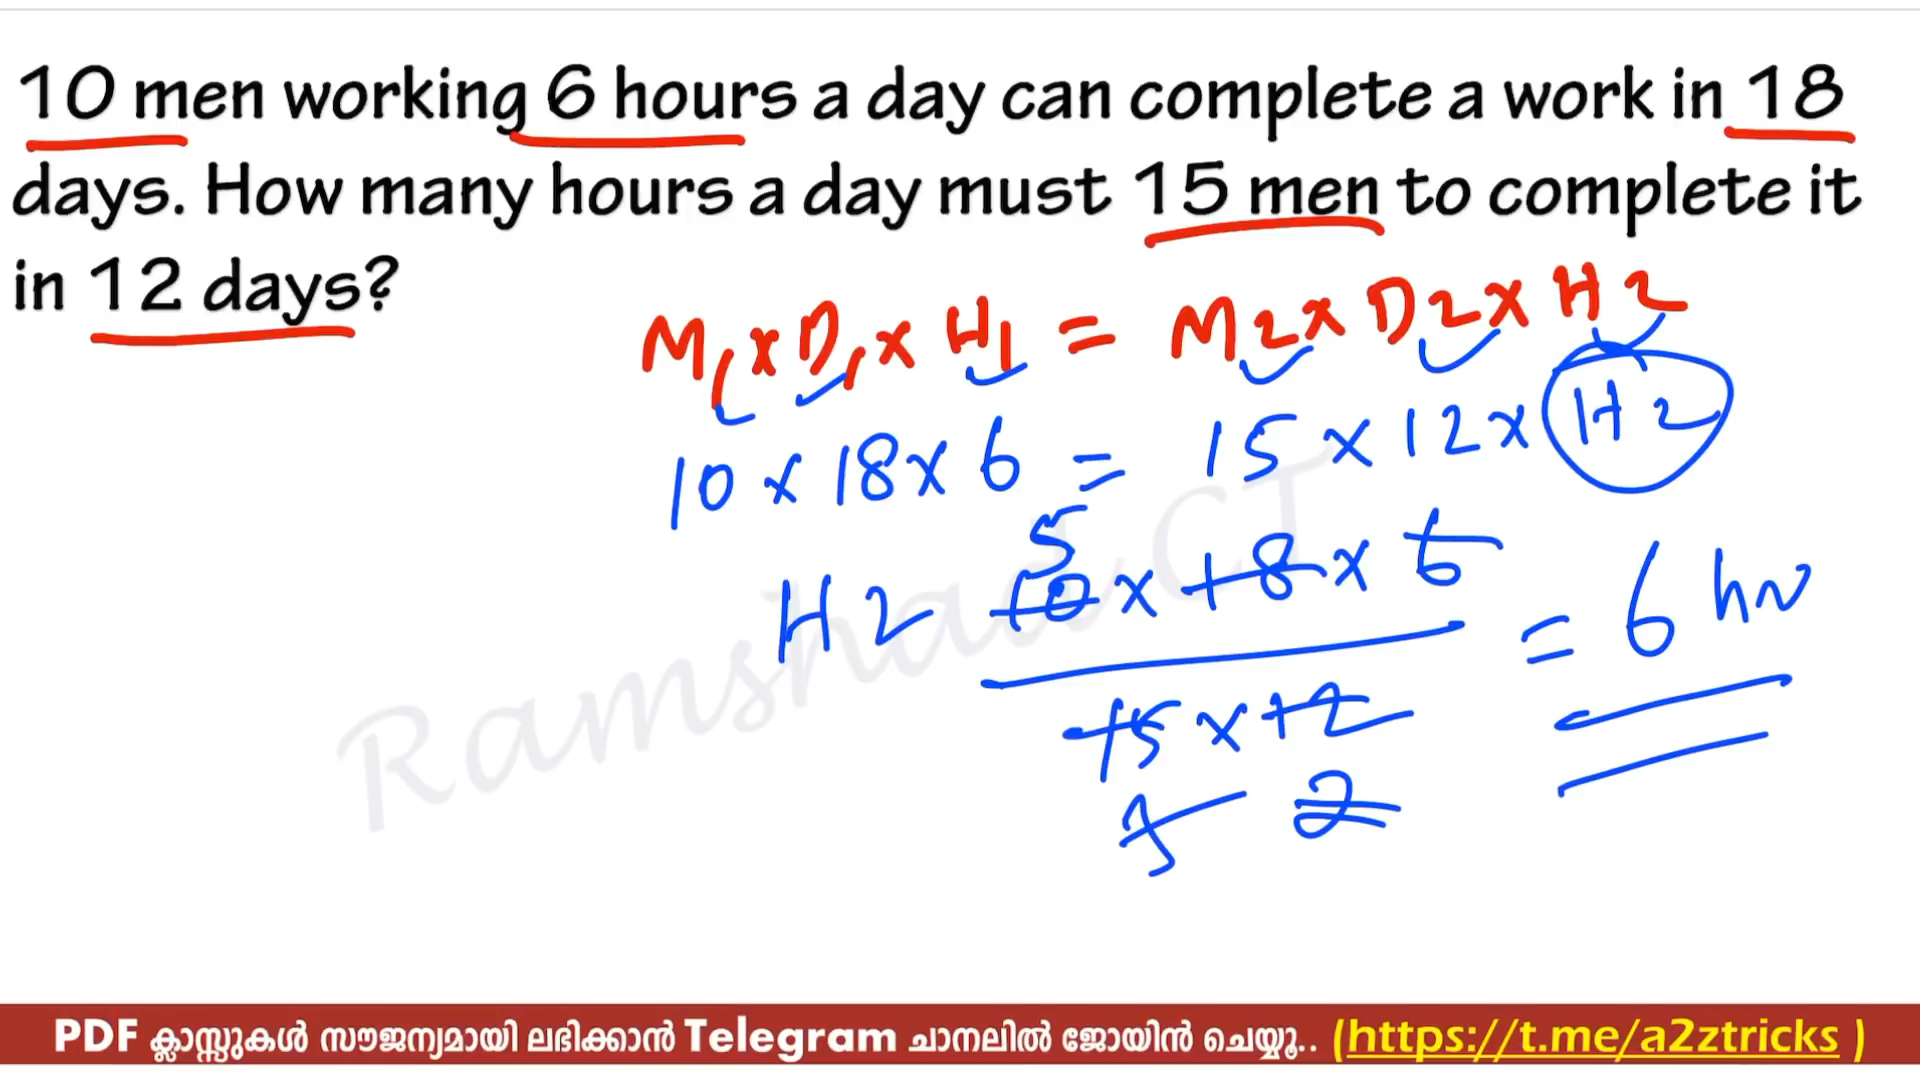 10 men working 6 hours a day can complete a work in 18
days. How many hours a day must 15 men to complete it
in 12 days?
M1 x D1 x H1 = M2 x D2 x H2
10 x 18 x 6 = 15 x 12 x H2
5
H2 10 x 18 x 6 = 6 hr
15 x 12
3 2
Ramshad CT
PDF ക്ലാസ്സുകൾ സൗജന്യമായി ലഭിക്കാൻ Telegram ചാനലിൽ ജോയിൻ ചെയ്യൂ.. (https://t.me/a2ztricks )